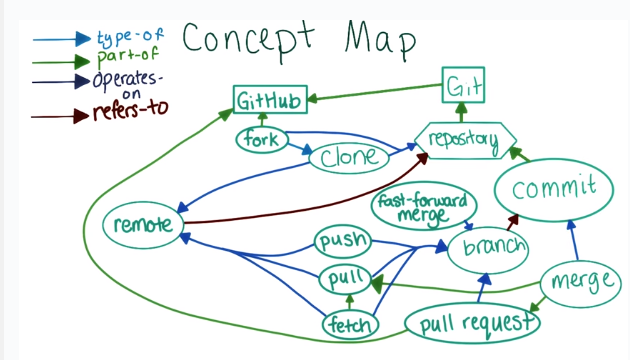 Concept Map
type-of
part-of
operates-
on
refers-to
Git
GitHub
fork
repository
clone
commit
fast-forward
merge
remote
push
branch
pull
merge
fetch
pull request